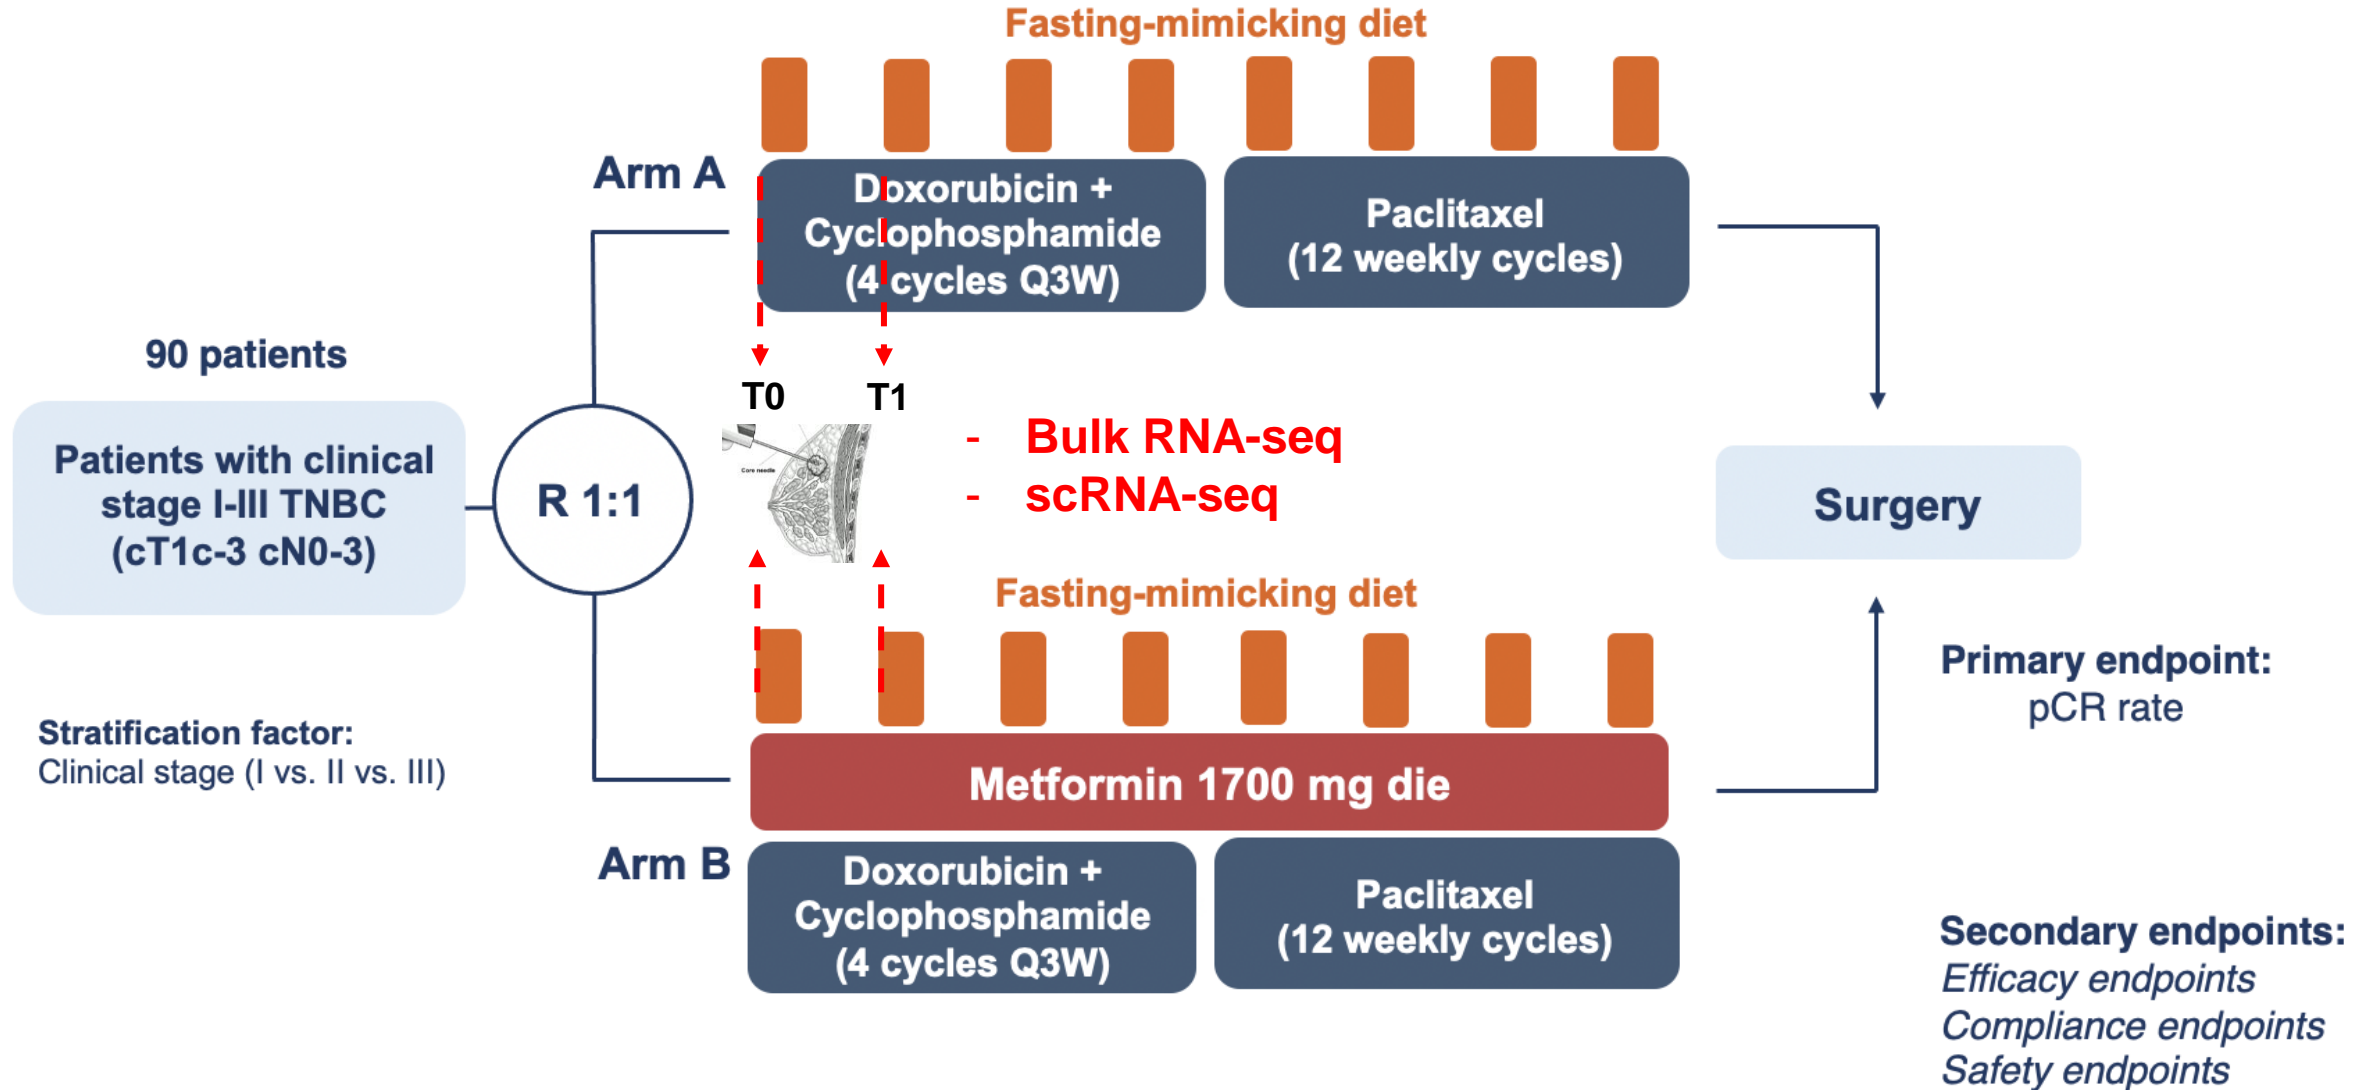 Fasting-mimicking diet
Arm A
Doxorubicin +
Cyclophosphamide
(4 cycles Q3W)
Paclitaxel
(12 weekly cycles)
90 patients
Patients with clinical
stage I-III TNBC
(cT1c-3 cN0-3)
R 1:1
Stratification factor:
Clinical stage (I vs. II vs. III)
T0
T1
Core needle
- Bulk RNA-seq
- scRNA-seq
Surgery
Fasting-mimicking diet
Metformin 1700 mg die
Arm B
Doxorubicin +
Cyclophosphamide
(4 cycles Q3W)
Paclitaxel
(12 weekly cycles)
Primary endpoint:
pCR rate
Secondary endpoints:
Efficacy endpoints
Compliance endpoints
Safety endpoints